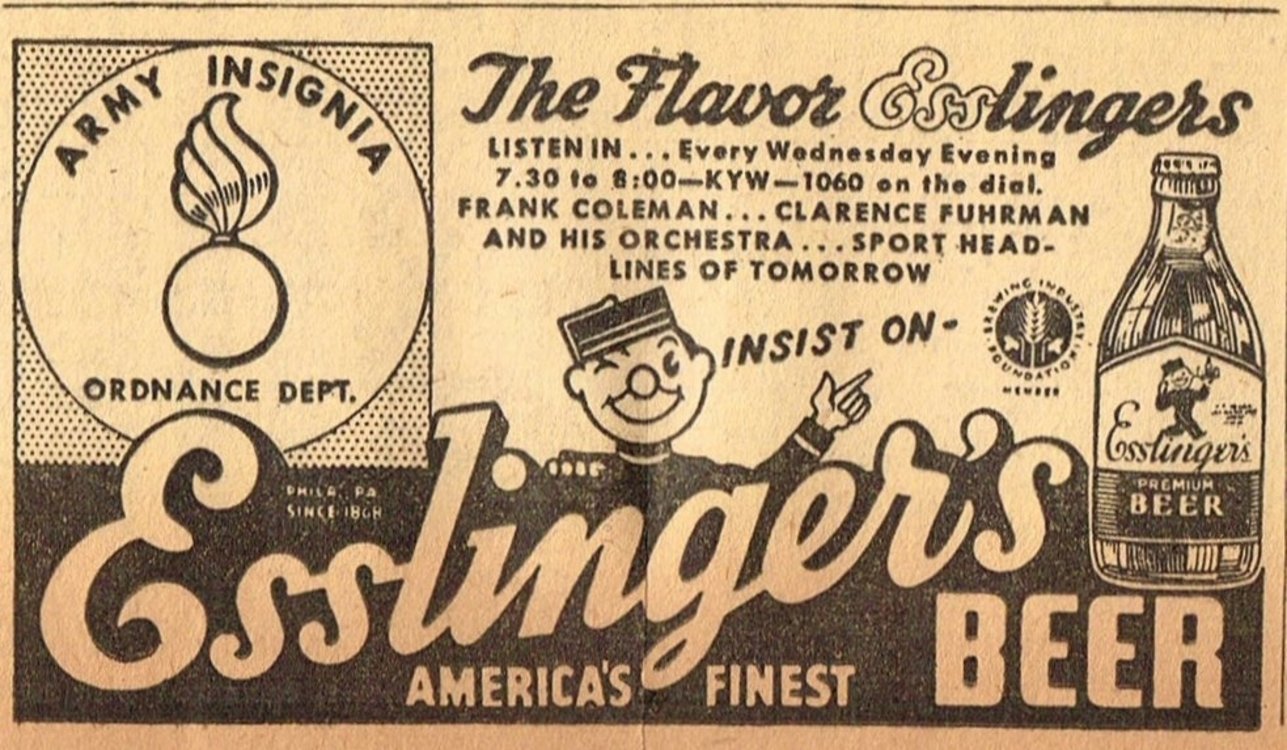 ARMY INSIGNIA
ORDNANCE DEPT.
The Flavor Esslingers
LISTEN IN... Every Wednesday Evening
7.30 to 8:00—KYW—1060 on the dial.
FRANK COLEMAN... CLARENCE FUHRMAN
AND HIS ORCHESTRA... SPORT HEAD-
LINES OF TOMORROW
INSIST ON-
BREWING INDUSTRY FOUNDATION
MEMBER
Esslinger's
PREMIUM
BEER
PHILA. PA
SINCE 1868
Esslinger's
BEER
AMERICA'S FINEST